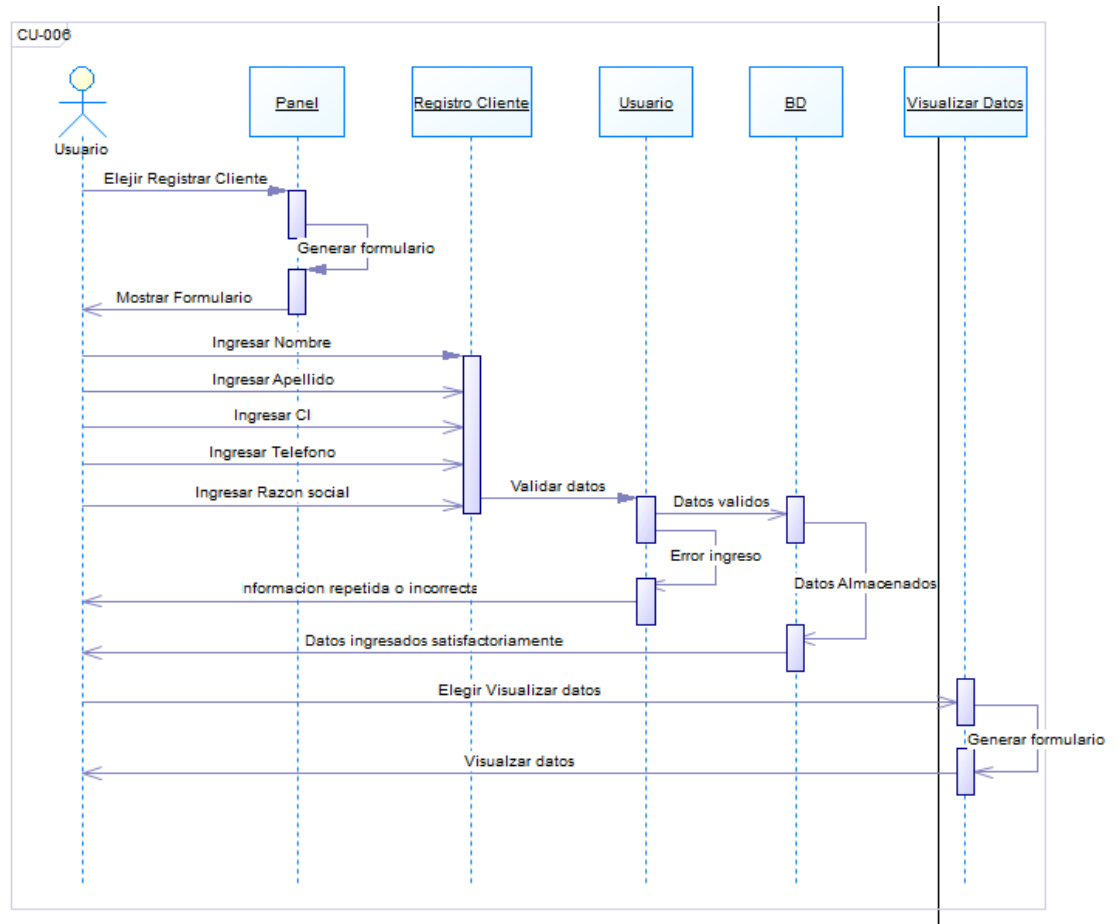 CU-006
Panel
Registro Cliente
Usuario
BD
Visualizar Datos
Usuario
Elejir Registrar Cliente
Generar formulario
Mostrar Formulario
Ingresar Nombre
Ingresar Apellido
Ingresar CI
Ingresar Telefono
Ingresar Razon social
Validar datos
Datos validos
Error ingreso
Datos Almacenados
nformacion repetida o incorrecta
Datos ingresados satisfactoriamente
Elegir Visualizar datos
Generar formulario
Visualzar datos